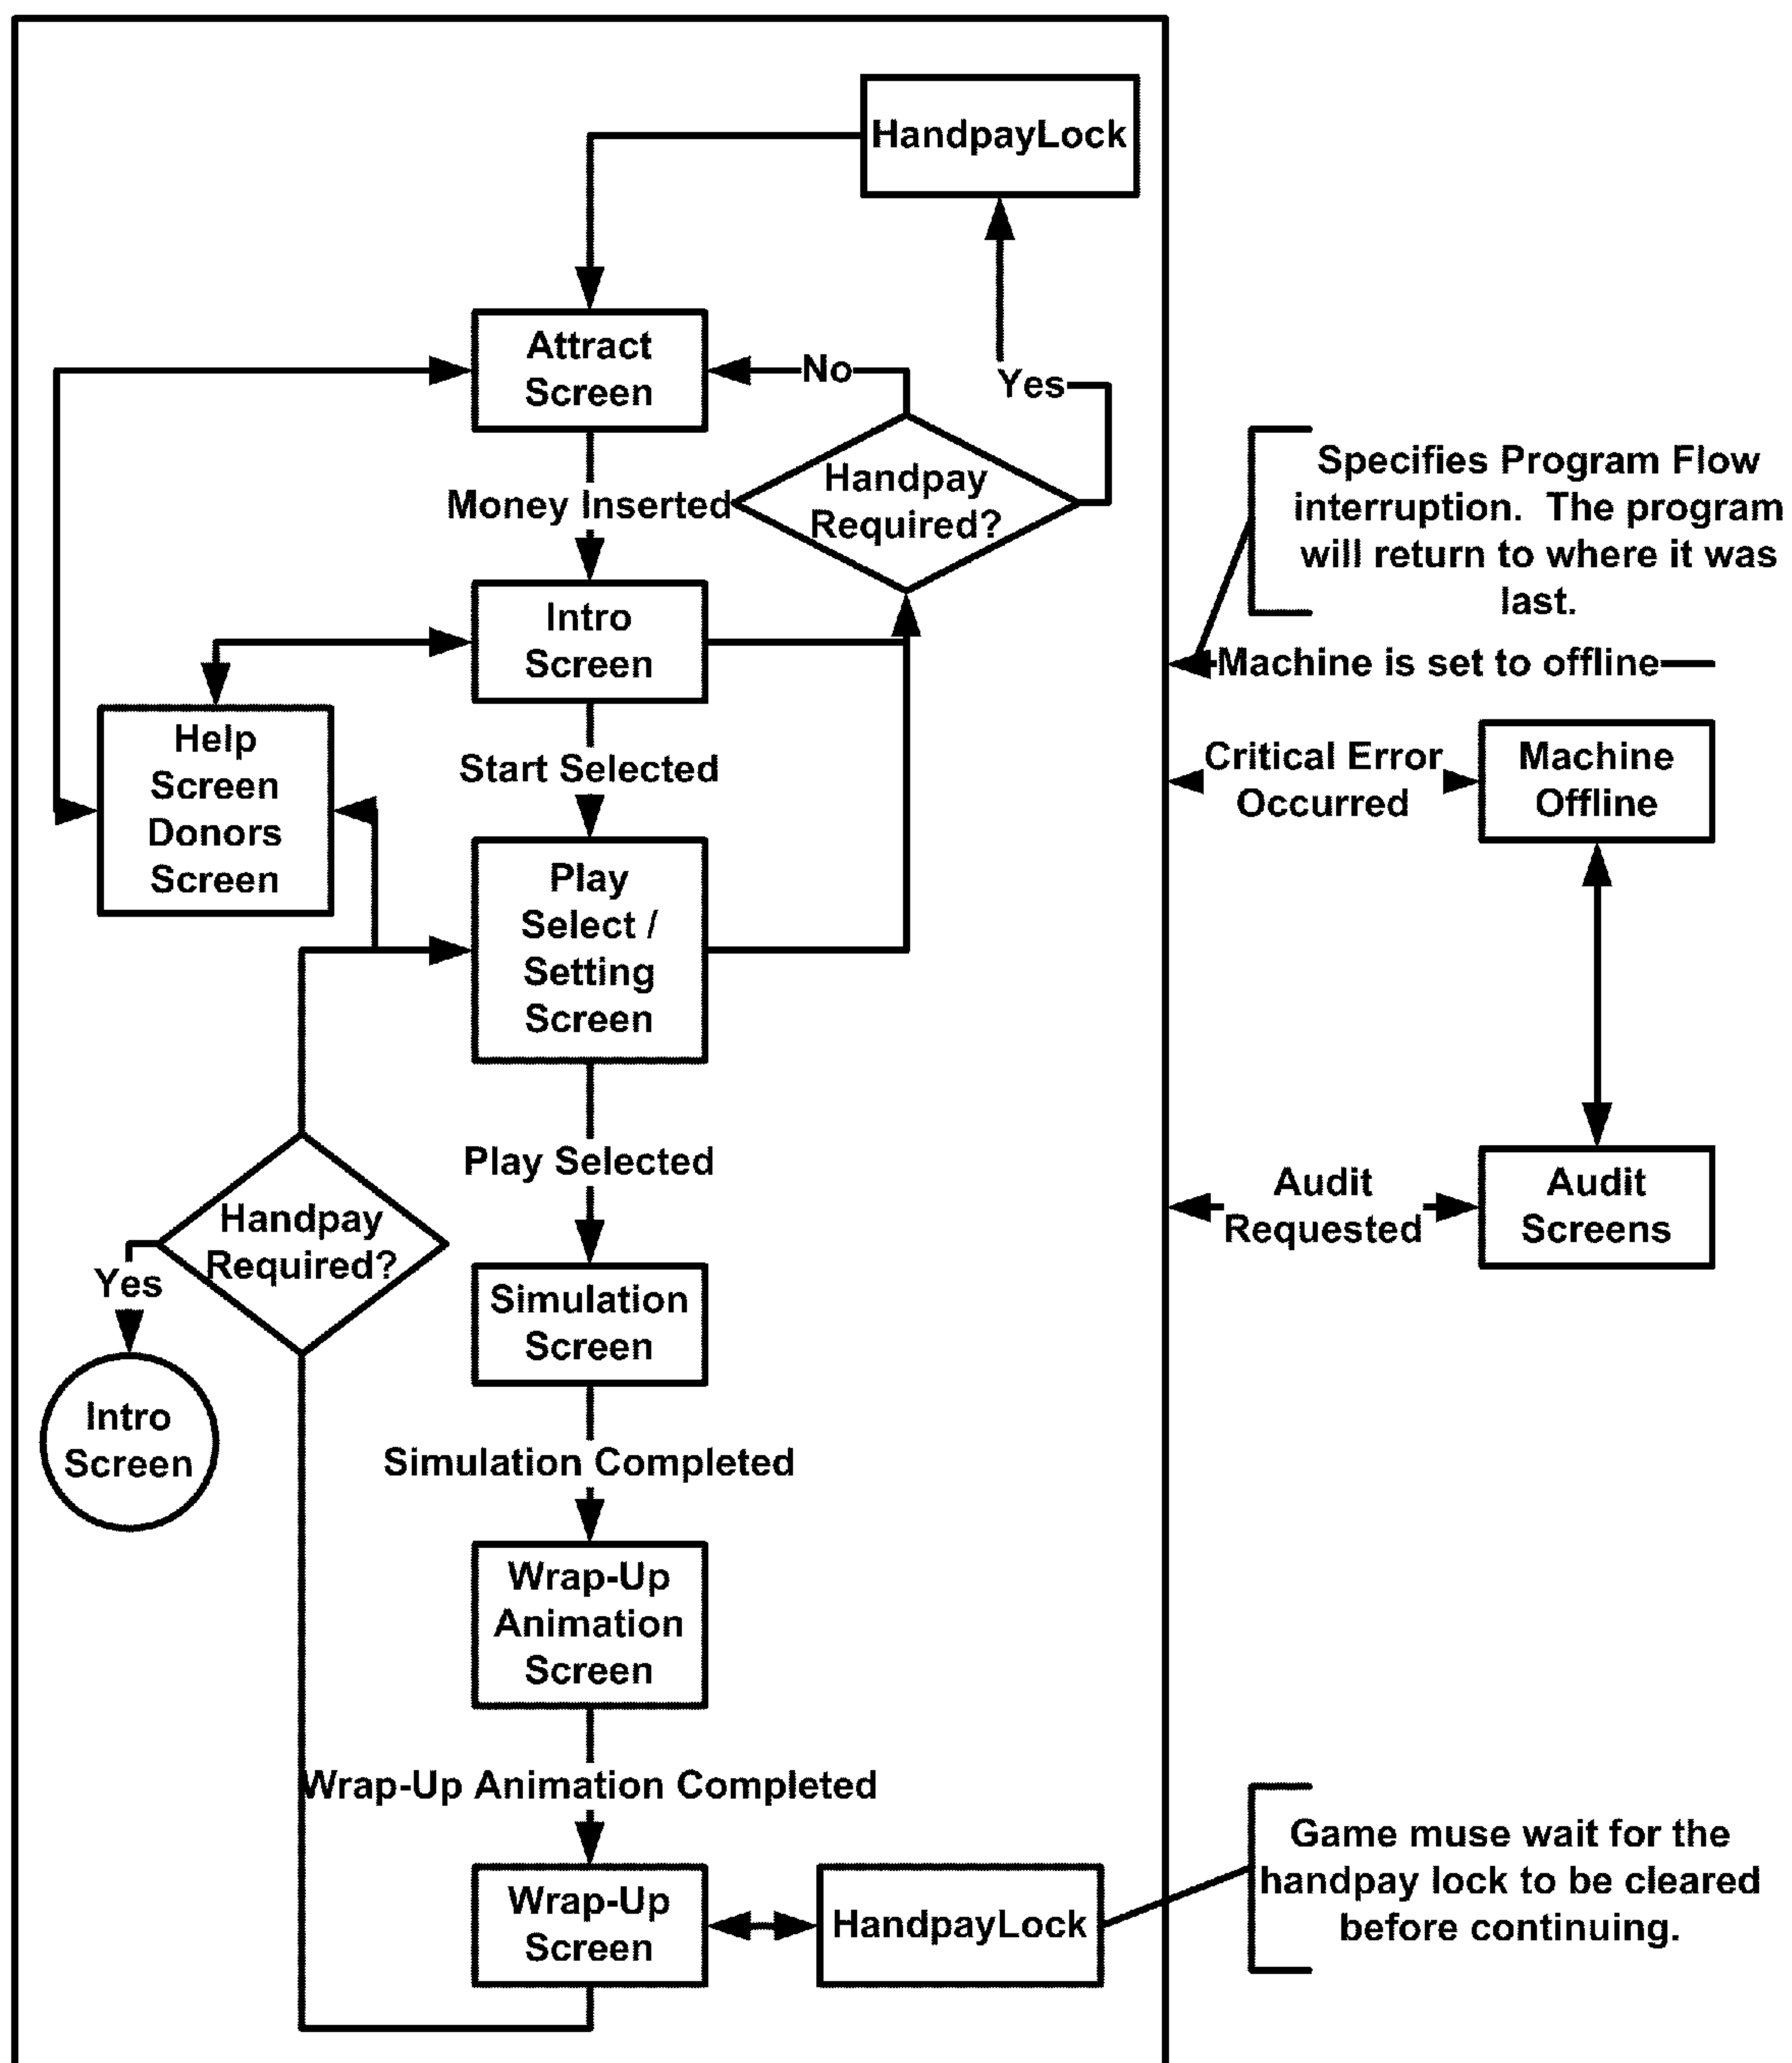 HandpayLock
Attract
Screen
No
Yes
Handpay
Required?
Money Inserted
Intro
Screen
Start Selected
Help
Screen
Donors
Screen
Play
Select /
Setting
Screen
Play Selected
Handpay
Required?
Yes
Intro
Screen
Simulation
Screen
Simulation Completed
Wrap-Up
Animation
Screen
Wrap-Up Animation Completed
Wrap-Up
Screen
HandpayLock
Specifies Program Flow
interruption. The program
will return to where it was
last.
Machine is set to offline
Critical Error
Occurred
Machine
Offline
Audit
Requested
Audit
Screens
Game muse wait for the
handpay lock to be cleared
before continuing.